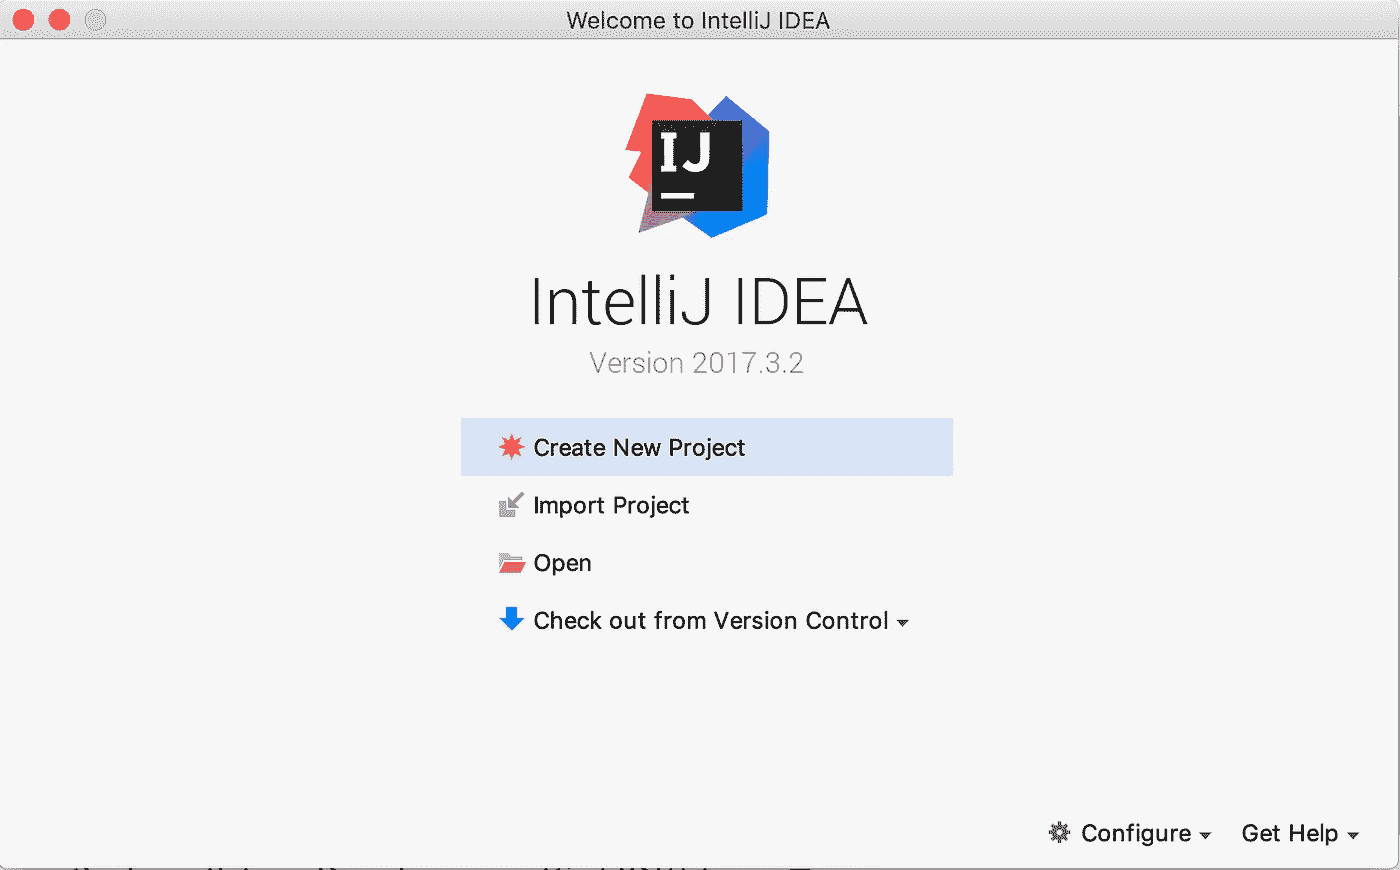 Welcome to IntelliJ IDEA
IJ
IntelliJ IDEA
Version 2017.3.2
Create New Project
Import Project
Open
Check out from Version Control
Configure
Get Help